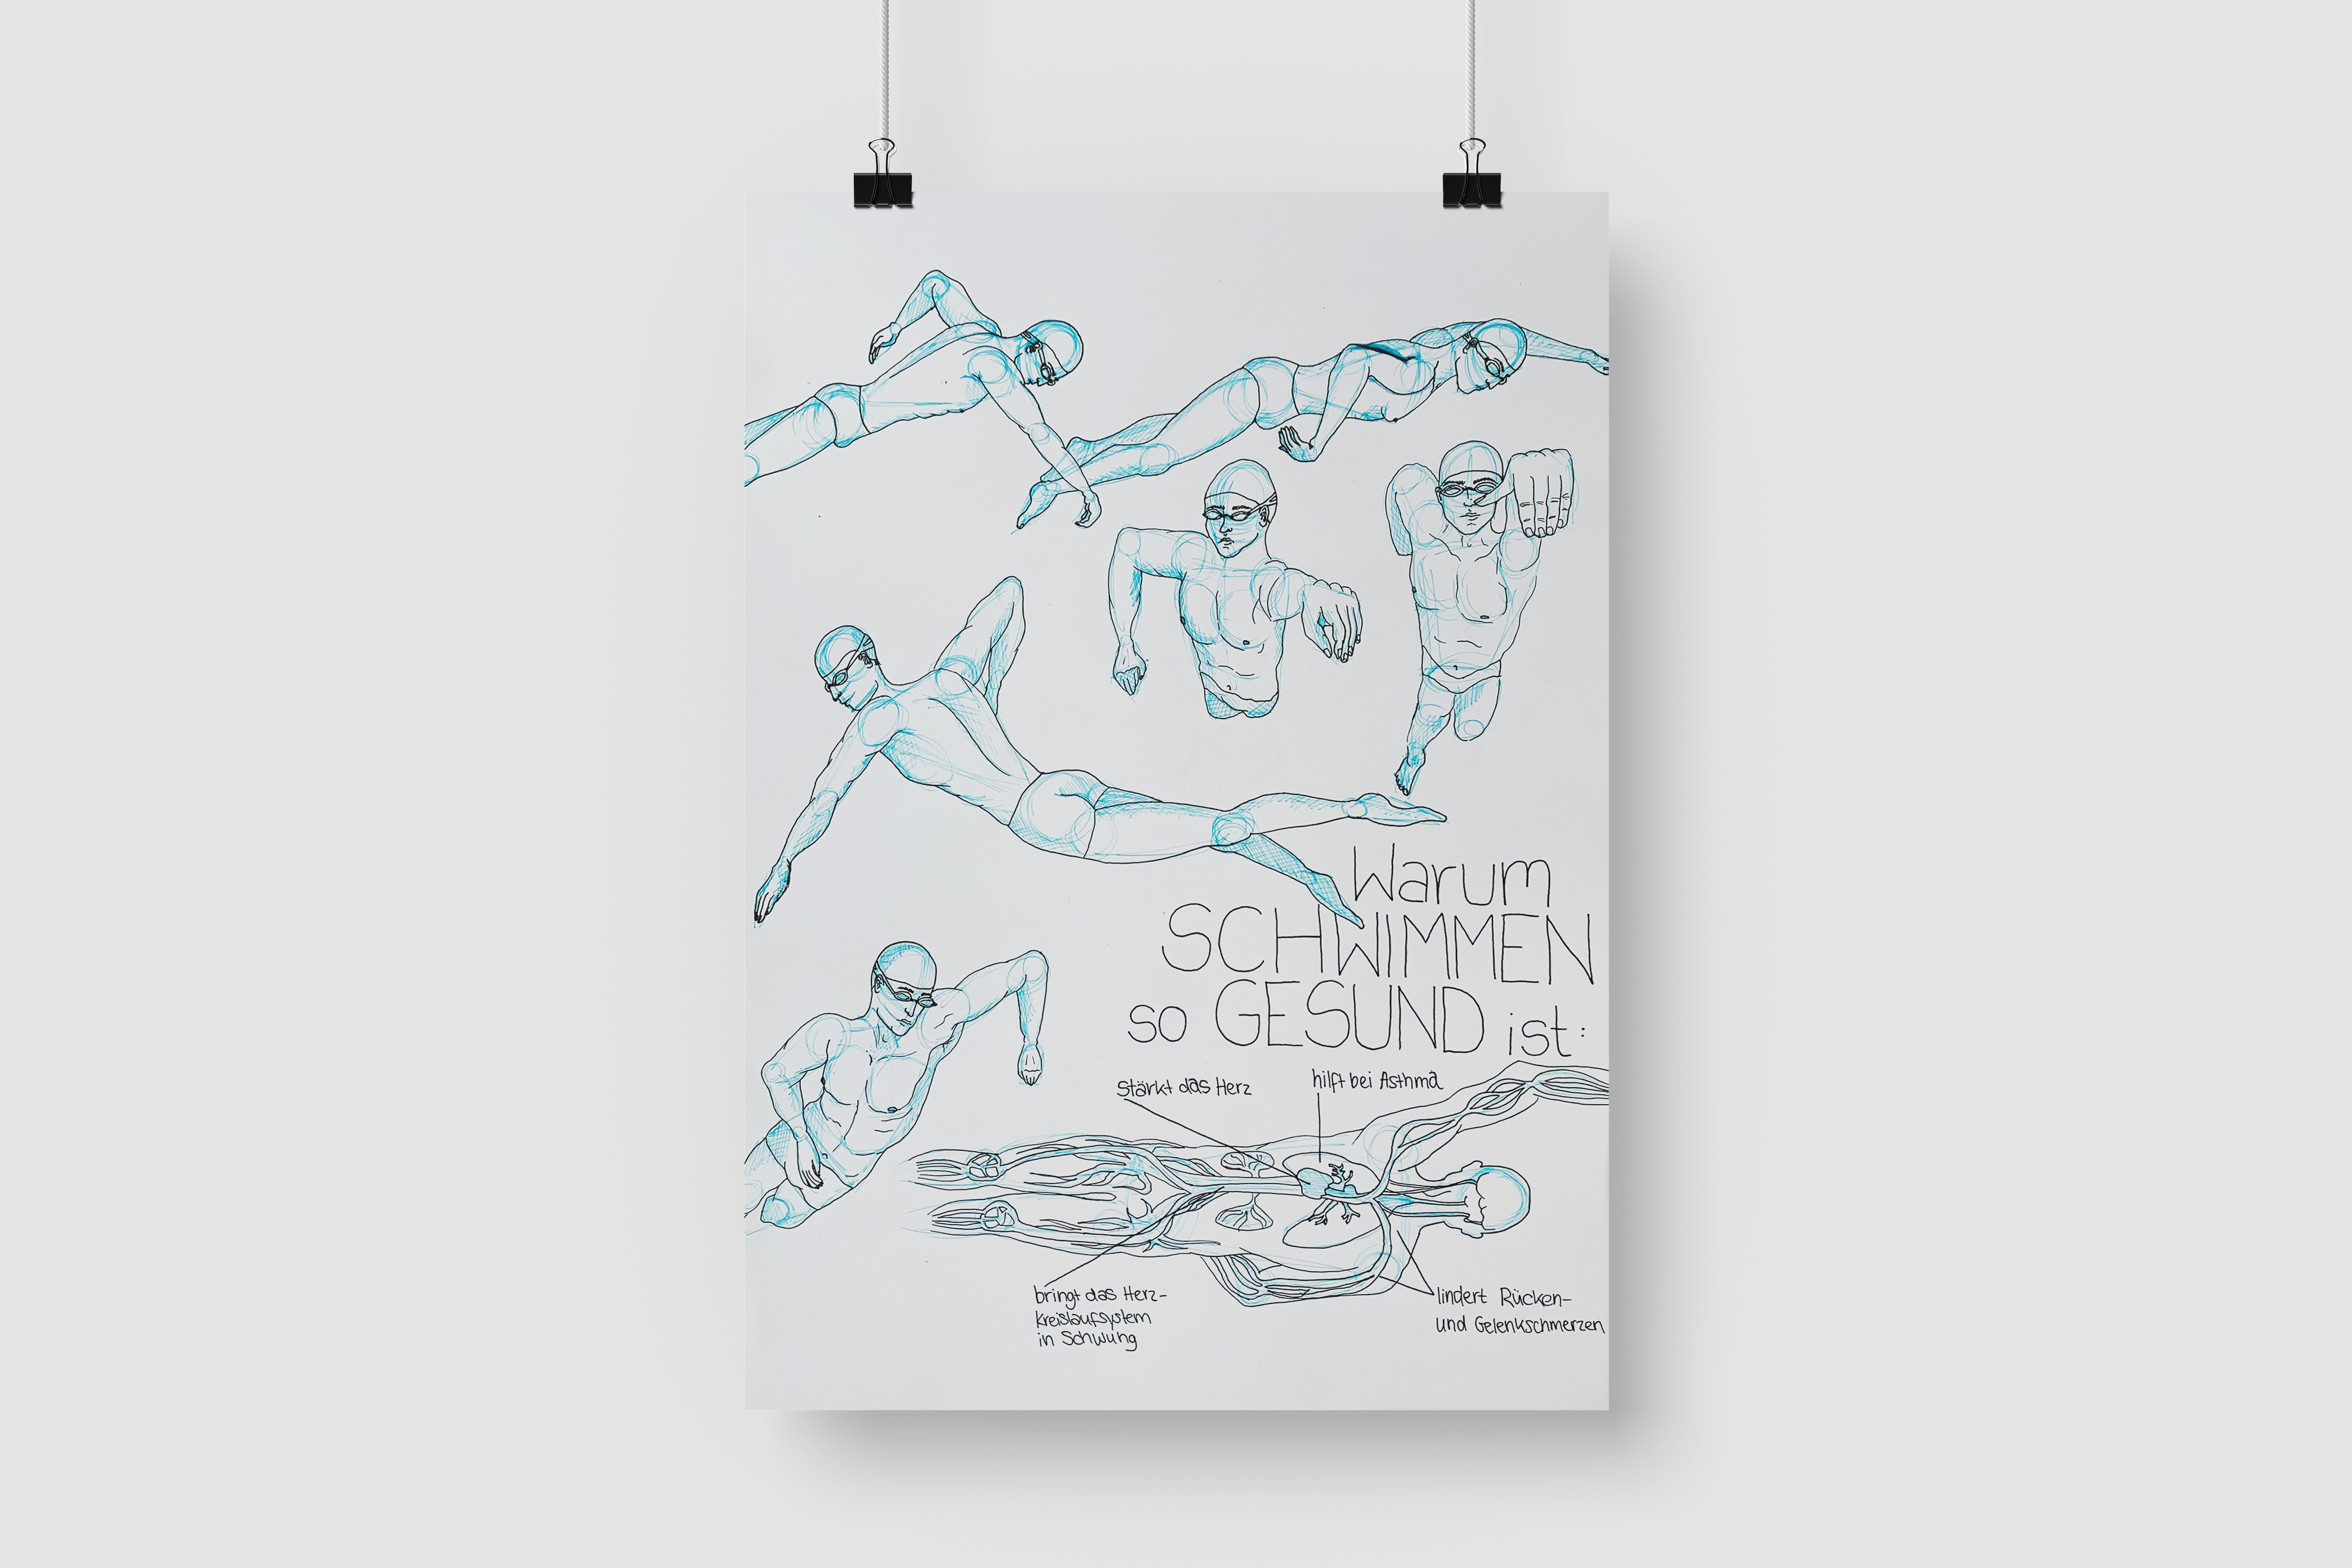 Warum
SCHWIMMEN
so GESUND ist:
stärkt das Herz
hilft bei Asthma
bringt das Herz-
kreislaufsystem
in Schwung
lindert Rücken-
und Gelenkschmerzen